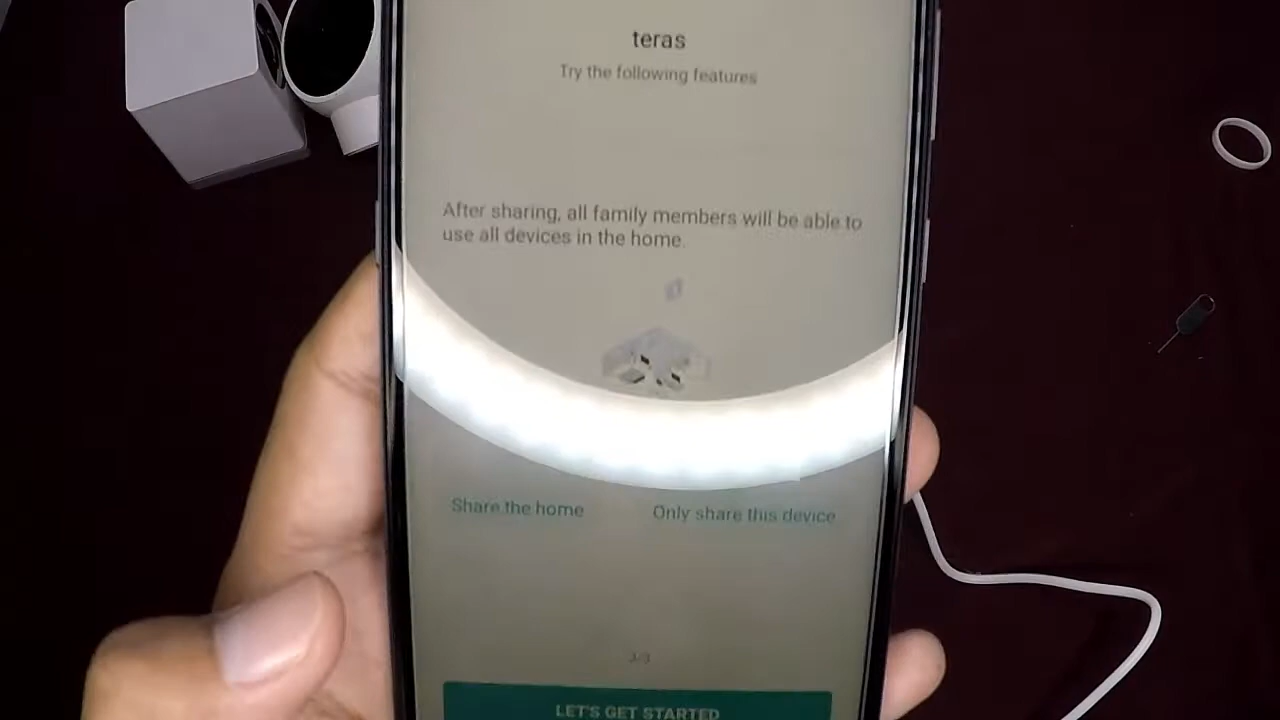 teras
Try the following features
After sharing, all family members will be able to
use all devices in the home.
Share the home
Only share this device
3/3
LET'S GET STARTED